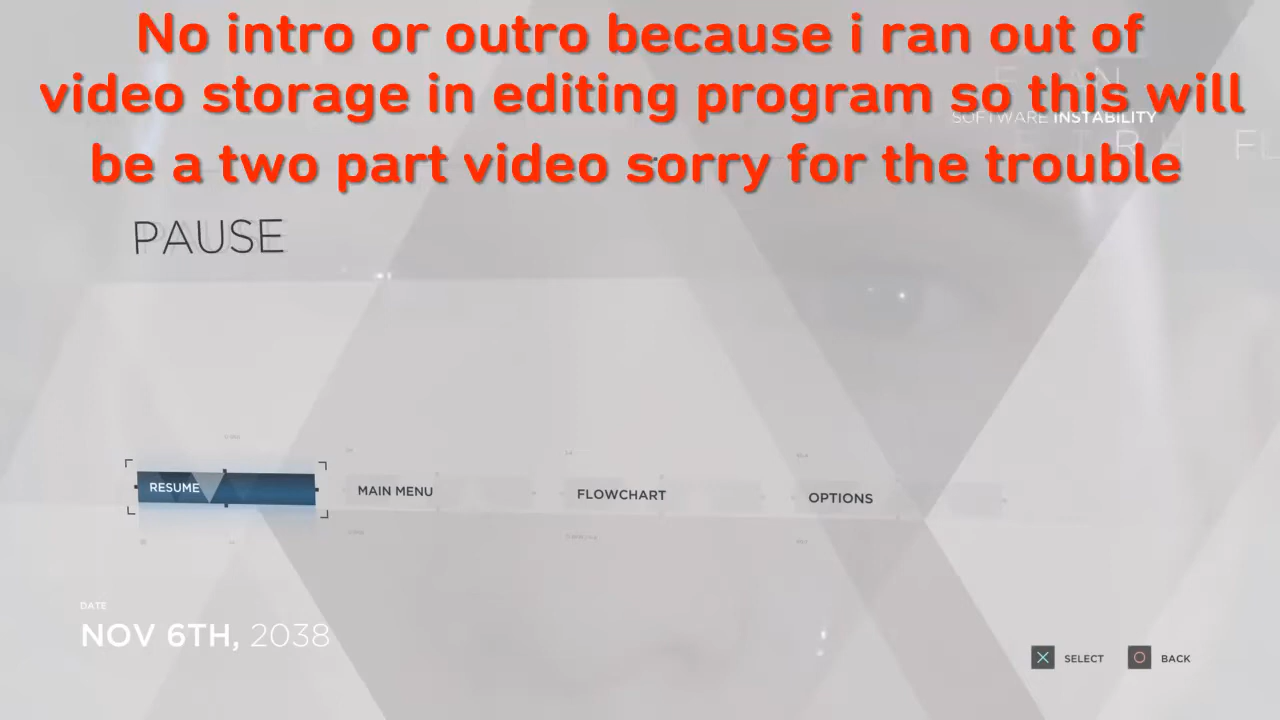 No intro or outro because i ran out of
video storage in editing program so this will
be a two part video sorry for the trouble
SOFTWARE INSTABILITY
PAUSE
RESUME
MAIN MENU
FLOWCHART
OPTIONS
DATE
NOV 6TH, 2038
SELECT
BACK